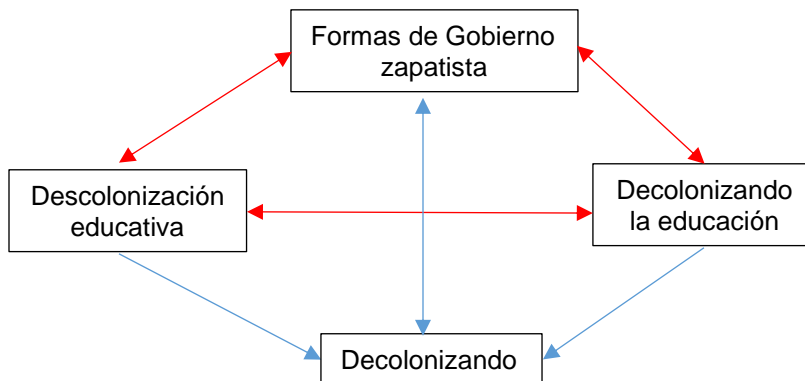 Formas de Gobierno
zapatista
Descolonización
educativa
Decolonizando
la educación
Decolonizando